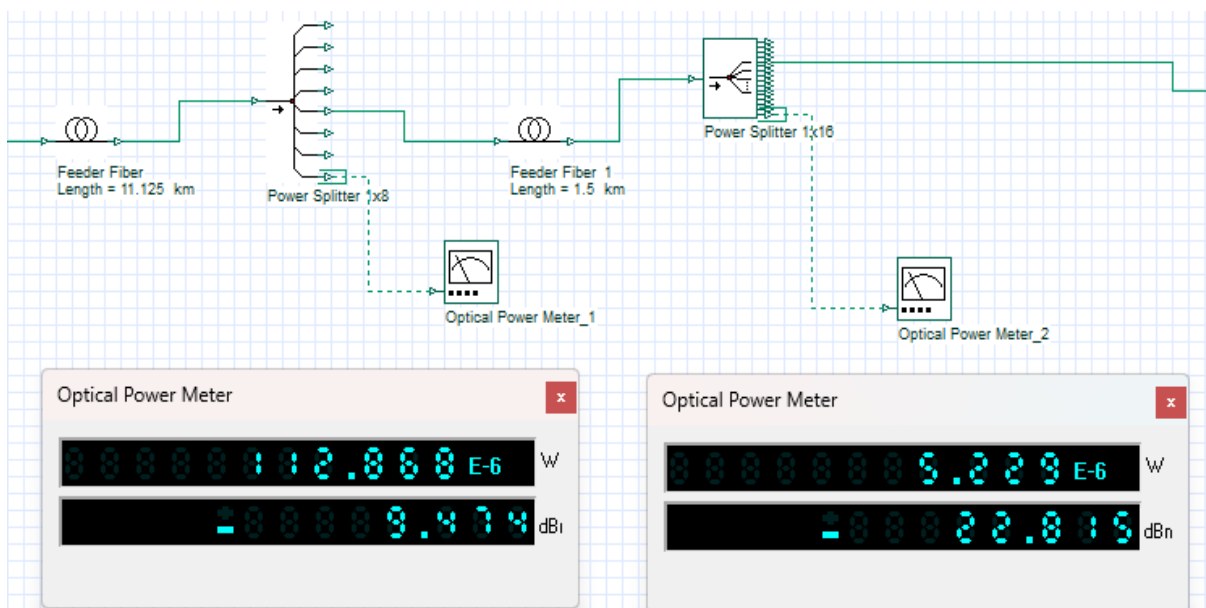 Feeder Fiber
Length = 11.125 km
Power Splitter 1x8
Feeder Fiber 1
Length = 1.5 km
Power Splitter 1x16
Optical Power Meter_1
Optical Power Meter_2
Optical Power Meter
x
112.868 E-6 W
- 9.474 dBı
Optical Power Meter
x
5.229 E-6 W
- 22.815 dBn